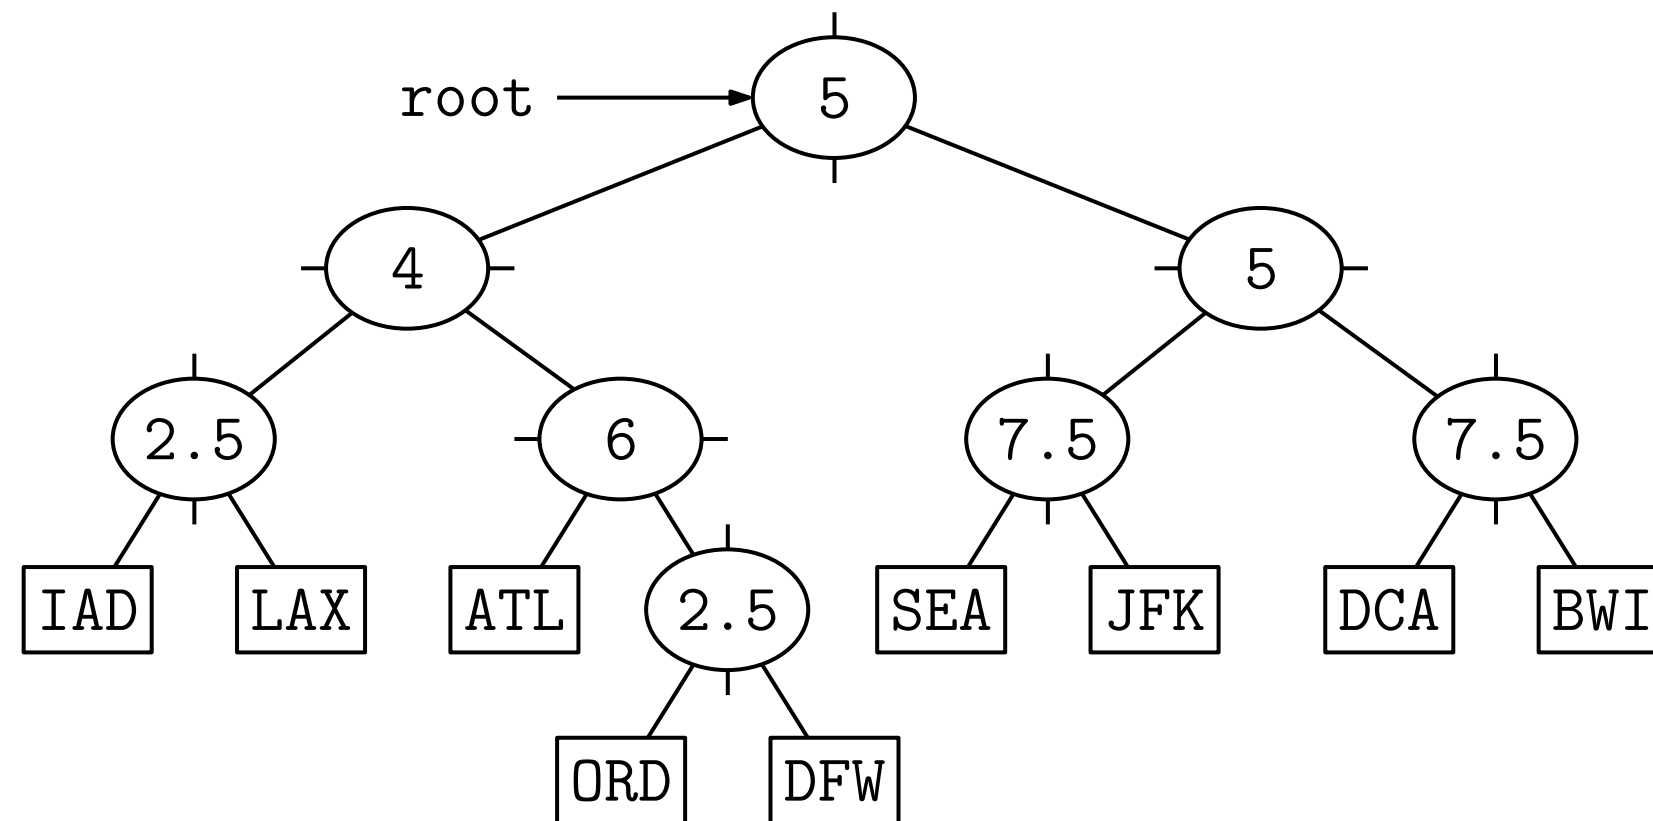 root 5
4 5
2.5 6 7.5 7.5
IAD LAX ATL 2.5 SEA JFK DCA BWI
ORD DFW